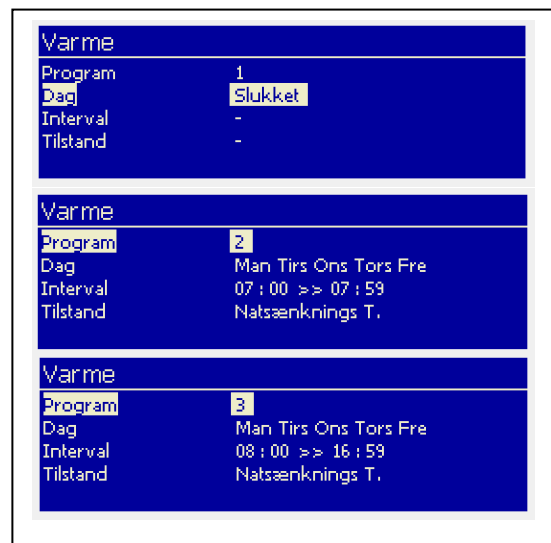 Varme
Program 1
Dag Slukket
Interval -
Tilstand -
Varme
Program 2
Dag Man Tirs Ons Tors Fre
Interval 07:00 >> 07:59
Tilstand Natsænknings T.
Varme
Program 3
Dag Man Tirs Ons Tors Fre
Interval 08:00 >> 16:59
Tilstand Natsænknings T.